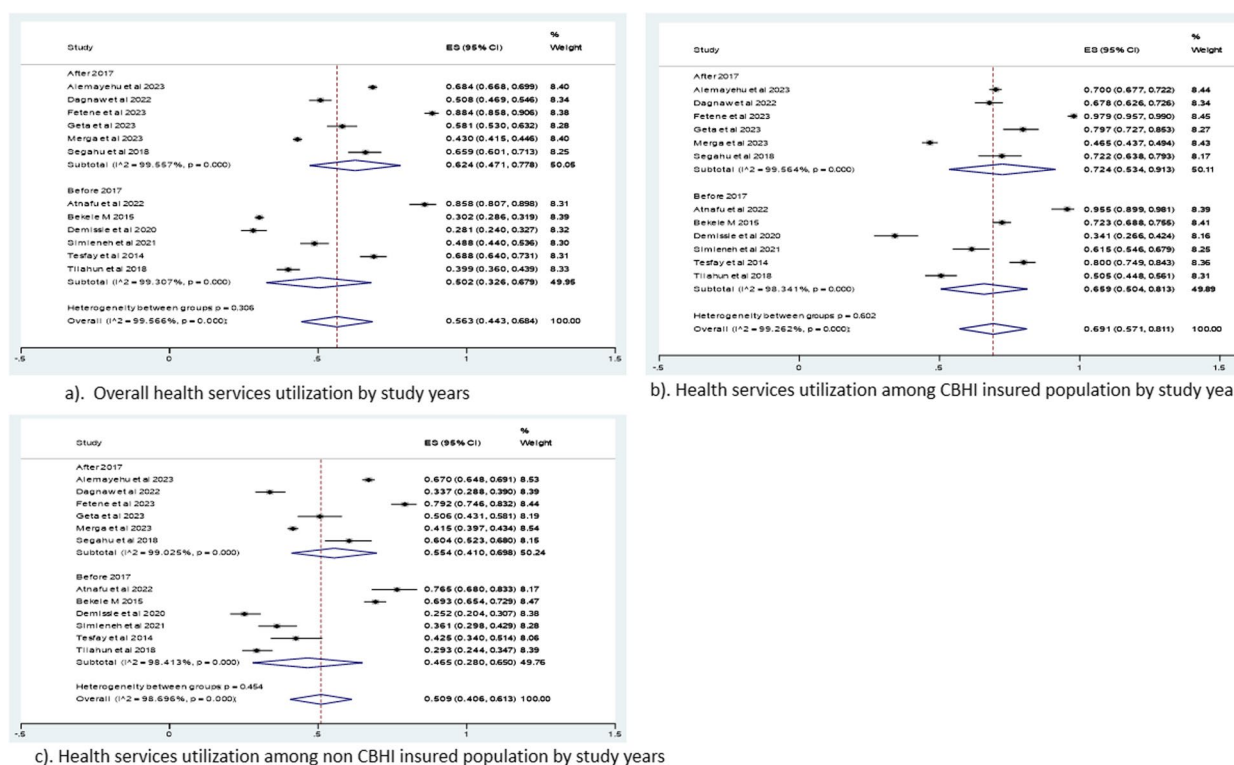 %
Study ES (95% CI) Weight
After 2017
Alemayehu et al 2023 0.684 (0.668, 0.699) 8.40
Dagnaw et al 2022 0.508 (0.469, 0.546) 8.34
Fetene et al 2023 0.884 (0.858, 0.906) 8.38
Geta et al 2023 0.581 (0.530, 0.632) 8.28
Merga et al 2023 0.430 (0.415, 0.446) 8.40
Segahu et al 2018 0.659 (0.601, 0.713) 8.25
Subtotal (I^2 = 99.557%, p = 0.000) 0.624 (0.471, 0.778) 50.05
Before 2017
Atnafu et al 2022 0.858 (0.807, 0.898) 8.31
Bekele M 2015 0.302 (0.286, 0.319) 8.39
Demissie et al 2020 0.281 (0.240, 0.327) 8.32
Simieneh et al 2021 0.488 (0.440, 0.536) 8.30
Tesfay et al 2014 0.688 (0.640, 0.731) 8.31
Tilahun et al 2018 0.399 (0.360, 0.439) 8.33
Subtotal (I^2 = 99.307%, p = 0.000) 0.502 (0.326, 0.679) 49.95
Heterogeneity between groups p = 0.306
Overall (I^2 = 99.566%, p = 0.000); 0.563 (0.443, 0.684) 100.00
-.5 0 .5 1 1.5
a). Overall health services utilization by study years
%
Study ES (95% CI) Weight
After 2017
Alemayehu et al 2023 0.700 (0.677, 0.722) 8.44
Dagnaw et al 2022 0.678 (0.626, 0.726) 8.34
Fetene et al 2023 0.979 (0.957, 0.990) 8.45
Geta et al 2023 0.797 (0.727, 0.853) 8.27
Merga et al 2023 0.465 (0.437, 0.494) 8.43
Segahu et al 2018 0.722 (0.638, 0.793) 8.17
Subtotal (I^2 = 99.564%, p = 0.000) 0.724 (0.534, 0.913) 50.11
Before 2017
Atnafu et al 2022 0.955 (0.899, 0.981) 8.39
Bekele M 2015 0.723 (0.688, 0.755) 8.41
Demissie et al 2020 0.341 (0.266, 0.424) 8.16
Simieneh et al 2021 0.615 (0.546, 0.679) 8.25
Tesfay et al 2014 0.800 (0.749, 0.843) 8.36
Tilahun et al 2018 0.505 (0.448, 0.561) 8.31
Subtotal (I^2 = 98.341%, p = 0.000) 0.659 (0.504, 0.813) 49.89
Heterogeneity between groups p = 0.602
Overall (I^2 = 99.262%, p = 0.000); 0.691 (0.571, 0.811) 100.00
-.5 0 .5 1 1.5
b). Health services utilization among CBHI insured population by study yea
%
Study ES (95% CI) Weight
After 2017
Alemayehu et al 2023 0.670 (0.648, 0.691) 8.53
Dagnaw et al 2022 0.337 (0.288, 0.390) 8.39
Fetene et al 2023 0.792 (0.746, 0.832) 8.44
Geta et al 2023 0.506 (0.431, 0.581) 8.19
Merga et al 2023 0.415 (0.397, 0.434) 8.54
Segahu et al 2018 0.604 (0.523, 0.680) 8.15
Subtotal (I^2 = 99.025%, p = 0.000) 0.554 (0.410, 0.698) 50.24
Before 2017
Atnafu et al 2022 0.765 (0.680, 0.833) 8.17
Bekele M 2015 0.693 (0.654, 0.729) 8.47
Demissie et al 2020 0.252 (0.204, 0.307) 8.38
Simieneh et al 2021 0.361 (0.298, 0.429) 8.28
Tesfay et al 2014 0.425 (0.340, 0.514) 8.06
Tilahun et al 2018 0.293 (0.244, 0.347) 8.39
Subtotal (I^2 = 98.413%, p = 0.000) 0.465 (0.280, 0.650) 49.76
Heterogeneity between groups p = 0.454
Overall (I^2 = 98.696%, p = 0.000); 0.509 (0.406, 0.613) 100.00
-.5 0 .5 1 1.5
c). Health services utilization among non CBHI insured population by study years